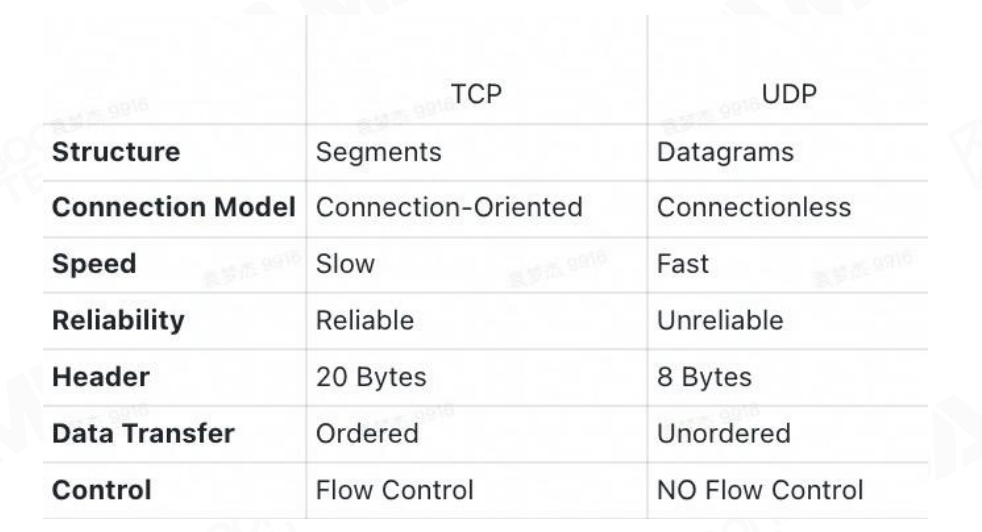 TCP UDP
Structure Segments Datagrams
Connection Model Connection-Oriented Connectionless
Speed Slow Fast
Reliability Reliable Unreliable
Header 20 Bytes 8 Bytes
Data Transfer Ordered Unordered
Control Flow Control NO Flow Control